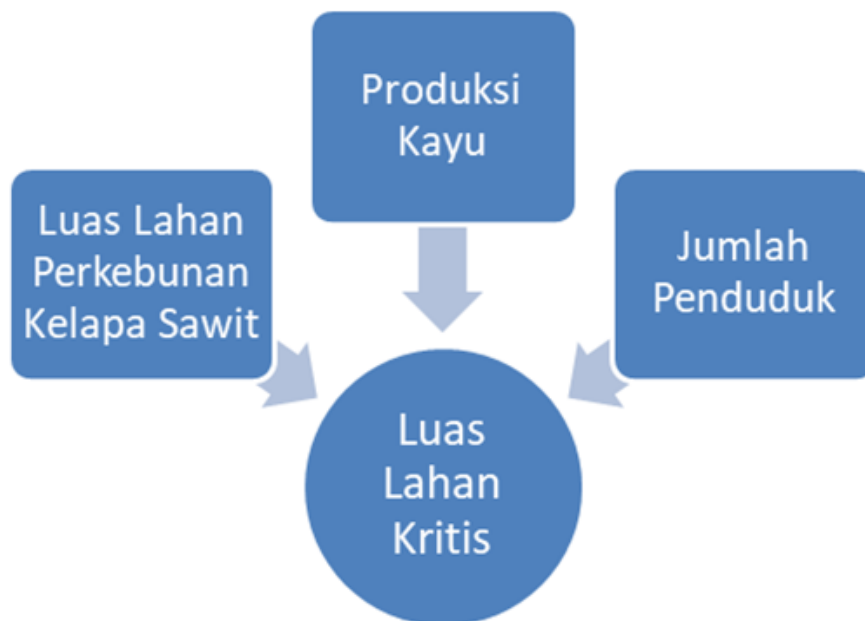 Produksi
Kayu
Luas Lahan
Perkebunan
Kelapa Sawit
Jumlah
Penduduk
Luas
Lahan
Kritis